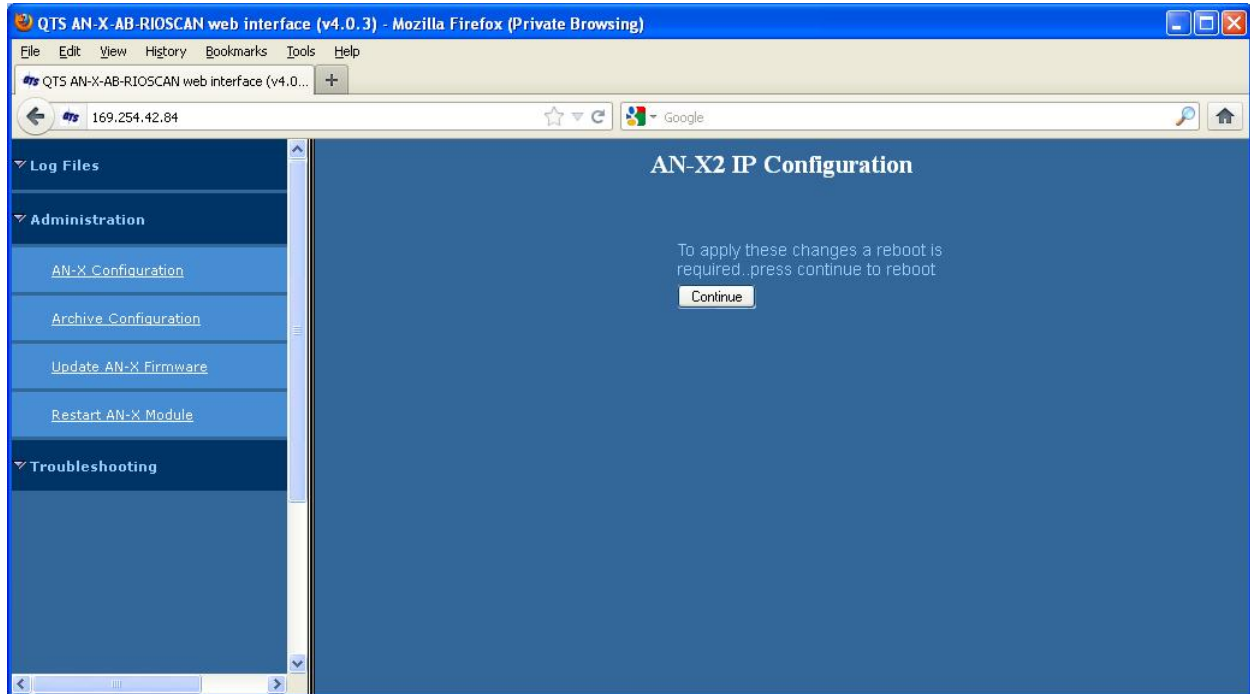 QTS AN-X-AB-RIOSCAN web interface (v4.0.3) - Mozilla Firefox (Private Browsing)
File Edit View History Bookmarks Tools Help
QTS QTS AN-X-AB-RIOSCAN web interface (v4.0... +
QTS 169.254.42.84 Google
Log Files
Administration
AN-X Configuration
Archive Configuration
Update AN-X Firmware
Restart AN-X Module
Troubleshooting
AN-X2 IP Configuration
To apply these changes a reboot is
required..press continue to reboot
Continue